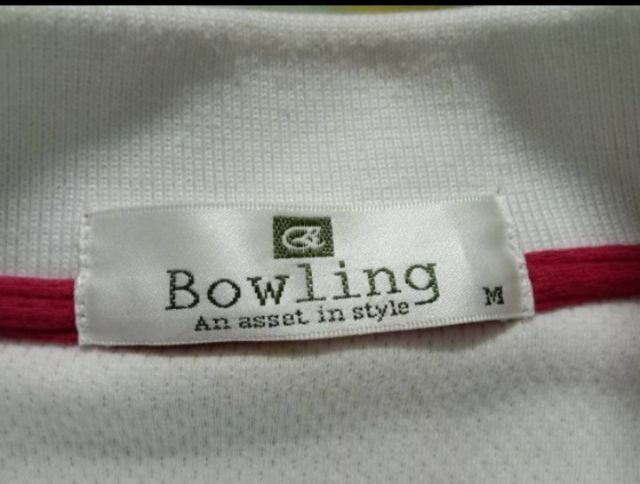 Bowling
An asset in style
M